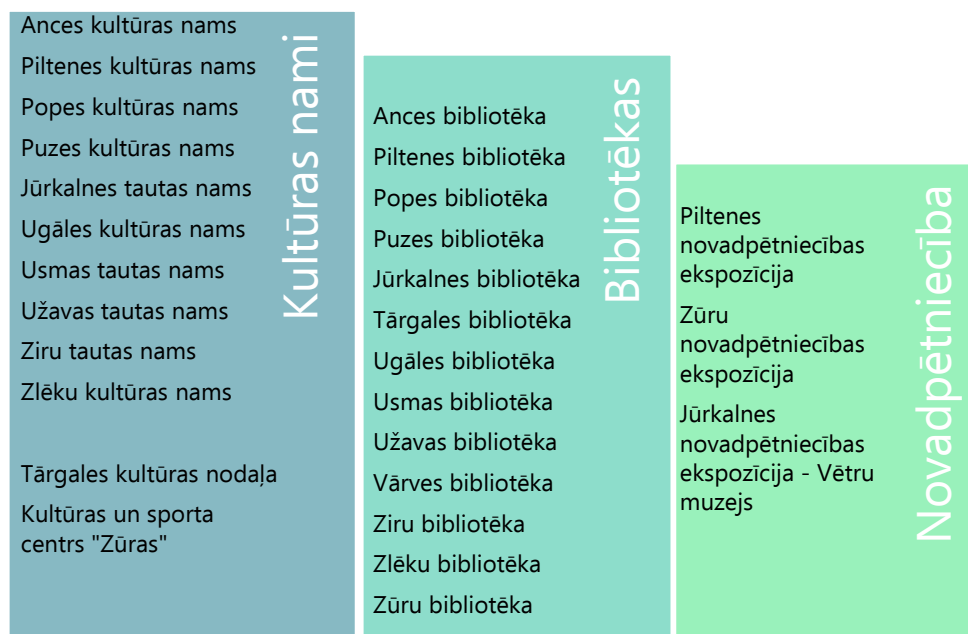 Kultūras nami
Ances kultūras nams
Piltenes kultūras nams
Popes kultūras nams
Puzes kultūras nams
Jūrkalnes tautas nams
Ugāles kultūras nams
Usmas tautas nams
Užavas tautas nams
Ziru tautas nams
Zlēku kultūras nams
Tārgales kultūras nodaļa
Kultūras un sporta
centrs "Zūras"
Bibliotēkas
Ances bibliotēka
Piltenes bibliotēka
Popes bibliotēka
Puzes bibliotēka
Jūrkalnes bibliotēka
Tārgales bibliotēka
Ugāles bibliotēka
Usmas bibliotēka
Užavas bibliotēka
Vārves bibliotēka
Ziru bibliotēka
Zlēku bibliotēka
Zūru bibliotēka
Novadpētniecība
Piltenes
novadpētniecības
ekspozīcija
Zūru
novadpētniecības
ekspozīcija
Jūrkalnes
novadpētniecības
ekspozīcija - Vētru
muzejs